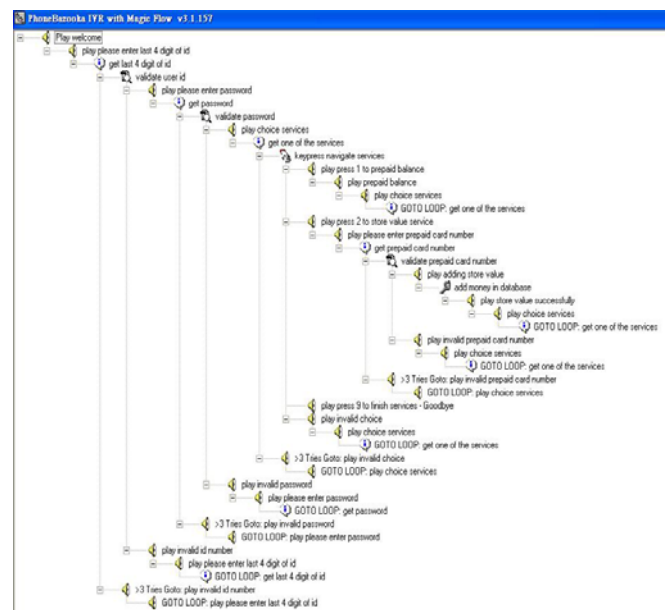 PhoneBazooka IVR with Magic Flow v3.1.157
Play welcome
play please enter last 4 digit of id
get last 4 digit of id
validate user id
play please enter password
get password
validate password
play choice services
get one of the services
keypress navigate services
play press 1 to prepaid balance
play prepaid balance
play choice services
GOTO LOOP: get one of the services
play press 2 to store value service
play please enter prepaid card number
get prepaid card number
validate prepaid card number
play adding store value
add money in database
play store value successfully
play choice services
GOTO LOOP: get one of the services
play invalid prepaid card number
play choice services
GOTO LOOP: get one of the services
>3 Tries Goto: play invalid prepaid card number
GOTO LOOP: play choice services
play press 9 to finish services - Goodbye
play invalid choice
play choice services
GOTO LOOP: get one of the services
>3 Tries Goto: play invalid choice
GOTO LOOP: play choice services
play invalid password
play please enter password
GOTO LOOP: get password
>3 Tries Goto: play invalid password
GOTO LOOP: play please enter password
play invalid id number
play please enter last 4 digit of id
GOTO LOOP: get last 4 digit of id
>3 Tries Goto: play invalid id number
GOTO LOOP: play please enter last 4 digit of id